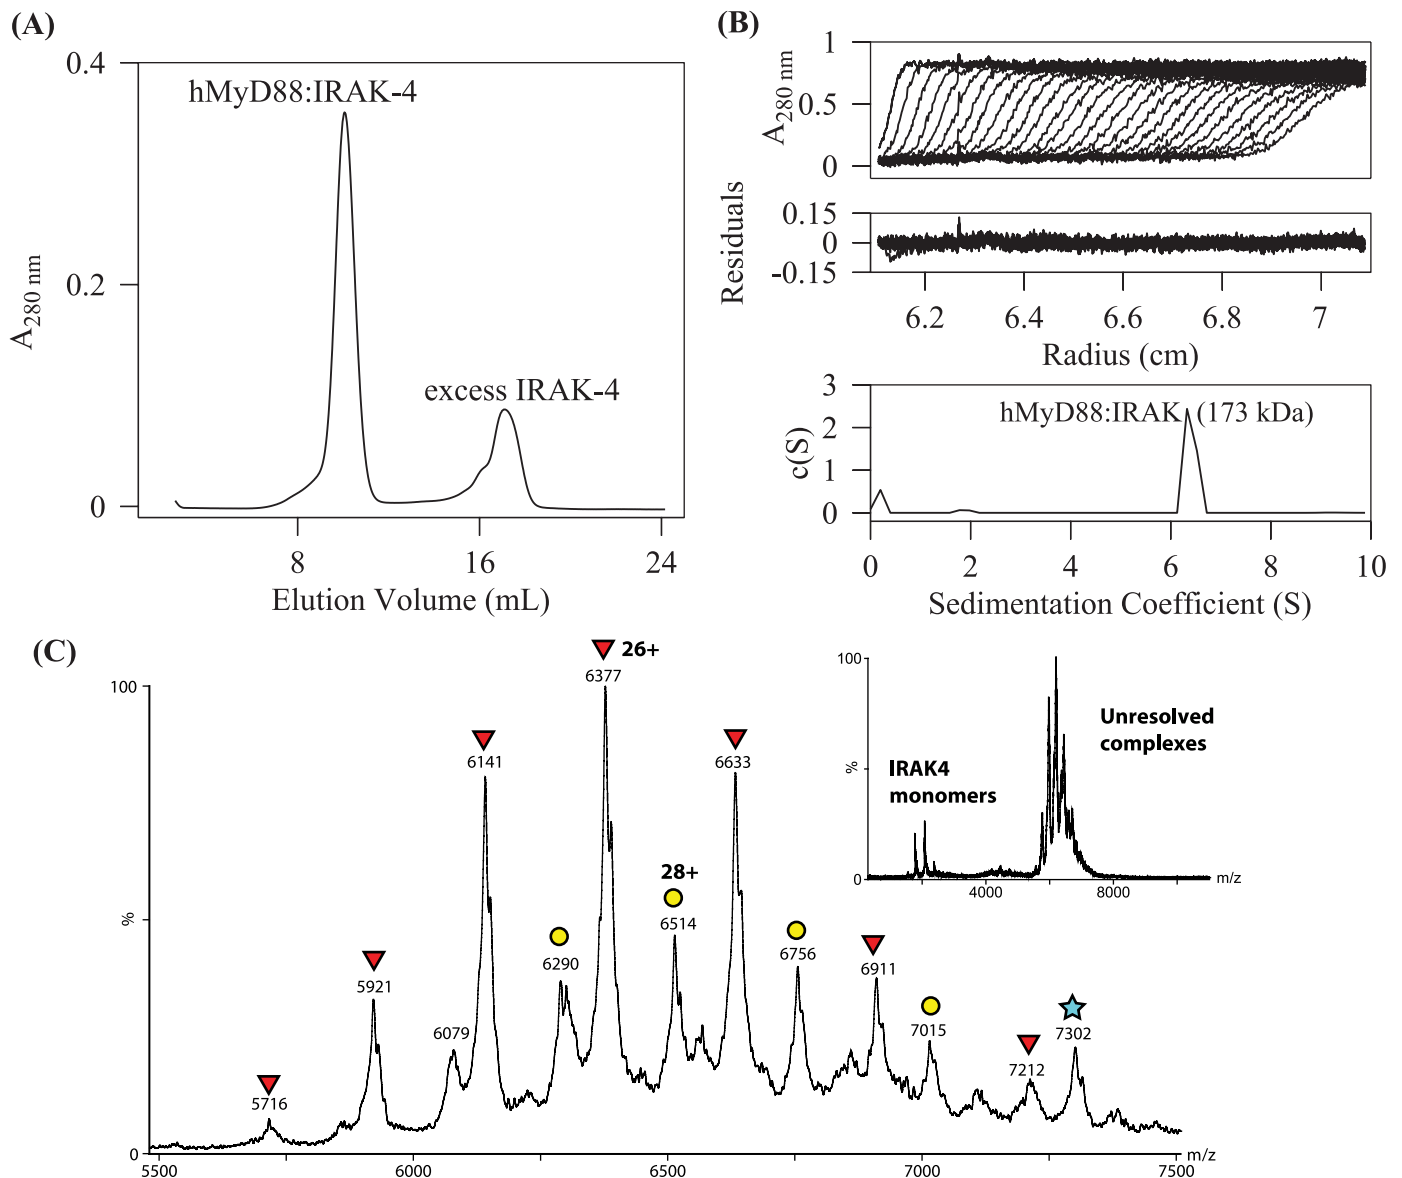 (A)
0.4
0.2
0
A280 nm
hMyD88:IRAK-4
excess IRAK-4
8
16
24
Elution Volume (mL)
(B)
1
0.5
0
A280 nm
0.15
0
-0.15
Residuals
6.2
6.4
6.6
6.8
7
Radius (cm)
3
2
1
0
c(S)
hMyD88:IRAK (173 kDa)
0
2
4
6
8
10
Sedimentation Coefficient (S)
(C)
100
%
0
5716
5921
6079
6141
6290
6377
26+
28+
6514
6633
6756
6911
7015
7212
7302
5500
6000
6500
7000
7500
m/z
100
%
0
IRAK4
monomers
Unresolved
complexes
4000
8000
m/z